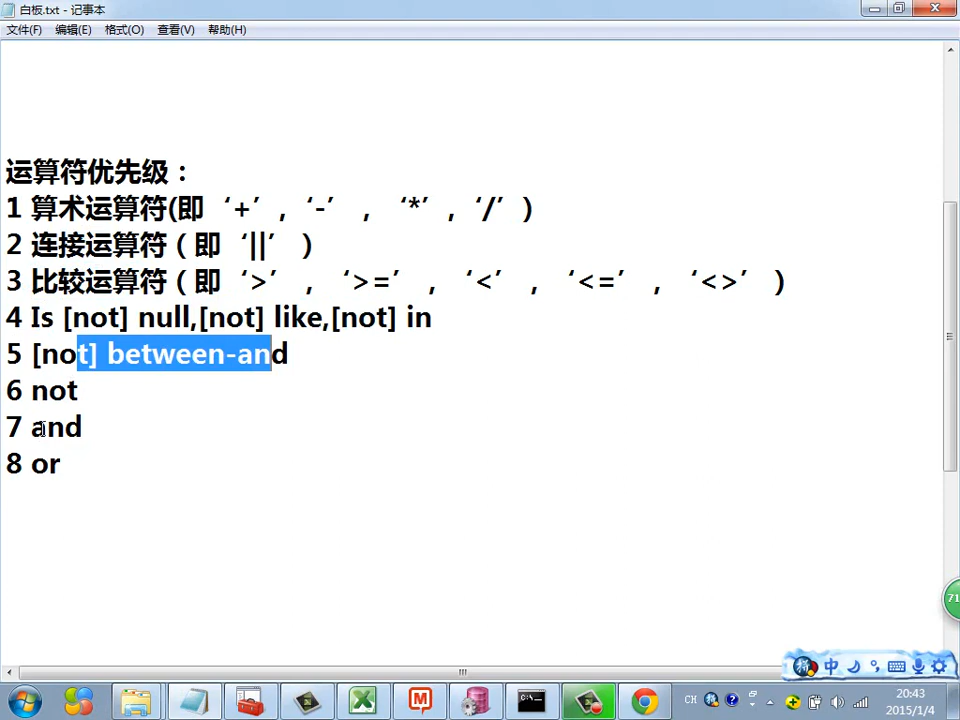 白板.txt - 记事本
文件(F) 编辑(E) 格式(O) 查看(V) 帮助(H)
运算符优先级：
1 算术运算符(即‘+’，‘-’ ，‘*’，‘/’)
2 连接运算符（即‘||’ ）
3 比较运算符（即‘>’ ，‘>=’ ，‘<’ ，‘<=’ ，‘<>’ ）
4 Is [not] null,[not] like,[not] in
5 [not] between-and
6 not
7 and
8 or
71
中
CH
20:43
2015/1/4